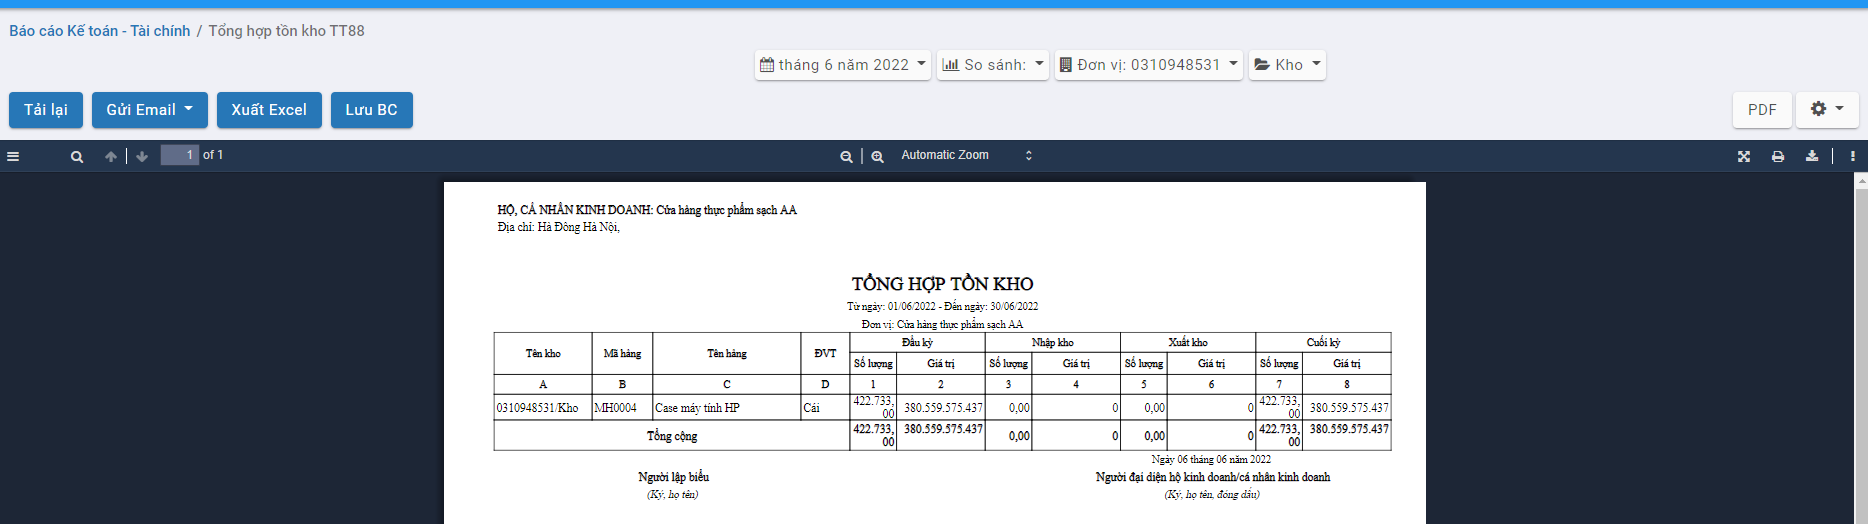 Báo cáo Kế toán - Tài chính / Tổng hợp tồn kho TT88
tháng 6 năm 2022 So sánh: Đơn vị: 0310948531 Kho
Tải lại Gửi Email Xuất Excel Lưu BC PDF
1 of 1 Automatic Zoom
HỘ, CÁ NHÂN KINH DOANH: Cửa hàng thực phẩm sạch AA
Địa chỉ: Hà Đông Hà Nội,
TỔNG HỢP TỒN KHO
Từ ngày: 01/06/2022 - Đến ngày: 30/06/2022
Đơn vị: Cửa hàng thực phẩm sạch AA
Tên kho Mã hàng Tên hàng ĐVT Đầu kỳ Nhập kho Xuất kho Cuối kỳ
Số lượng Giá trị Số lượng Giá trị Số lượng Giá trị Số lượng Giá trị
A B C D 1 2 3 4 5 6 7 8
0310948531/Kho MH0004 Case máy tính HP Cái 422.733,00 380.559.575.437 0,00 0 0,00 0 422.733,00 380.559.575.437
Tổng cộng 422.733,00 380.559.575.437 0,00 0 0,00 0 422.733,00 380.559.575.437
Ngày 06 tháng 06 năm 2022
Người lập biểu Người đại diện hộ kinh doanh/cá nhân kinh doanh
(Ký, họ tên) (Ký, họ tên, đóng dấu)